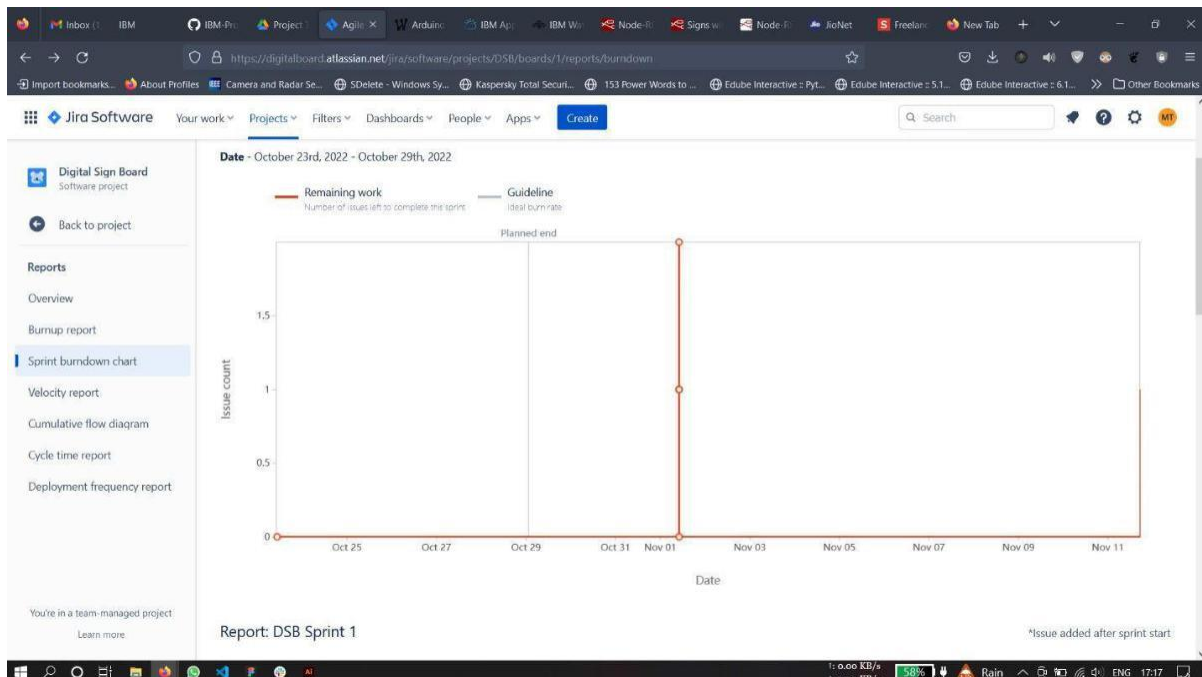 Inbox (1
IBM
IBM-Pro
Project
Agile
Arduino
IBM App
IBM Wa
Node-R
Signs w
Node-R
JioNet
Freelanc
New Tab
https://digitalboard.atlassian.net/jira/software/projects/DSB/boards/1/reports/burndown
Import bookmarks... About Profiles Camera and Radar Se... SDelete - Windows Sy... Kaspersky Total Securi... 153 Power Words to ... Edube Interactive :: Pyt... Edube Interactive :: 5.1... Edube Interactive :: 6.1... Other Bookmarks
Jira Software Your work Projects Filters Dashboards People Apps Create Search MT
Digital Sign Board
Software project
Back to project
Reports
Overview
Burnup report
Sprint burndown chart
Velocity report
Cumulative flow diagram
Cycle time report
Deployment frequency report
You're in a team-managed project
Learn more
Date - October 23rd, 2022 - October 29th, 2022
Remaining work
Number of issues left to complete this sprint
Guideline
Ideal burn rate
Planned end
Issue count
1.5
1
0.5
0
Oct 25 Oct 27 Oct 29 Oct 31 Nov 01 Nov 03 Nov 05 Nov 07 Nov 09 Nov 11
Date
Report: DSB Sprint 1
*Issue added after sprint start
0.00 KB/s
58% Rain ENG 17:17